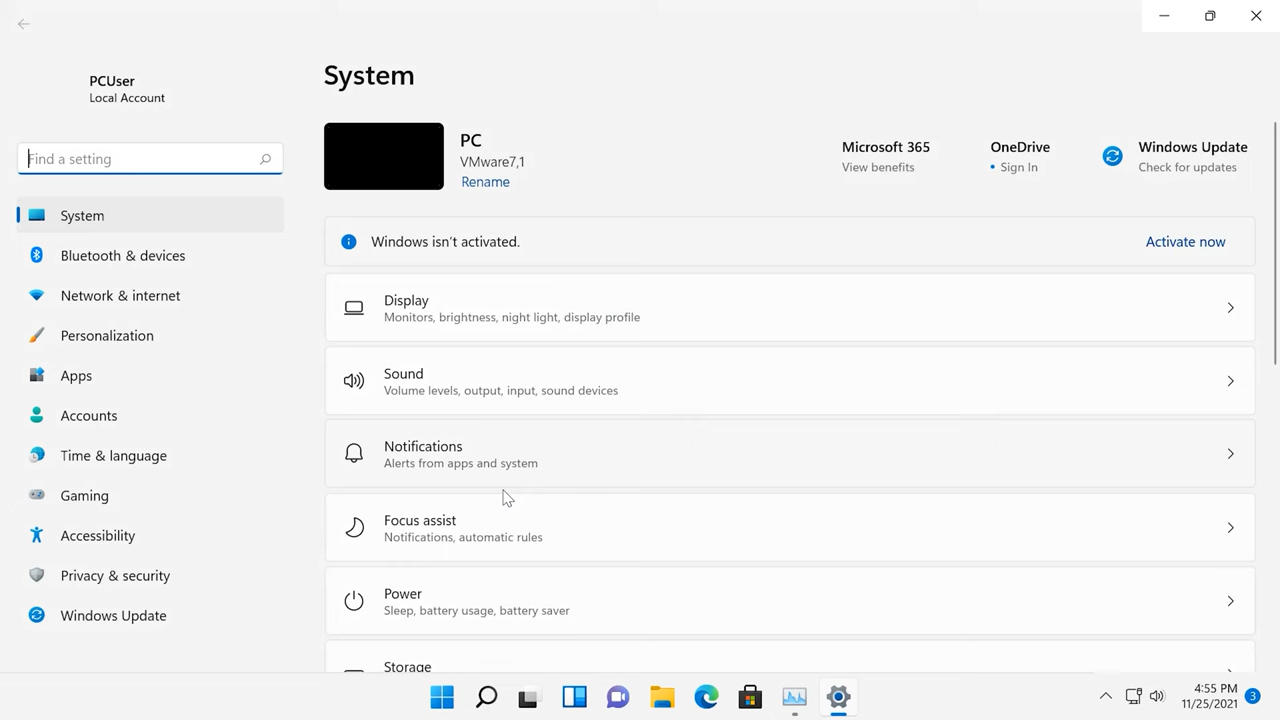 PCUser
Local Account
Find a setting
System
Bluetooth & devices
Network & internet
Personalization
Apps
Accounts
Time & language
Gaming
Accessibility
Privacy & security
Windows Update
System
PC
VMware7,1
Rename
Microsoft 365
View benefits
OneDrive
• Sign In
Windows Update
Check for updates
Windows isn't activated.
Activate now
Display
Monitors, brightness, night light, display profile
Sound
Volume levels, output, input, sound devices
Notifications
Alerts from apps and system
Focus assist
Notifications, automatic rules
Power
Sleep, battery usage, battery saver
Storage
4:55 PM
11/25/2021
3